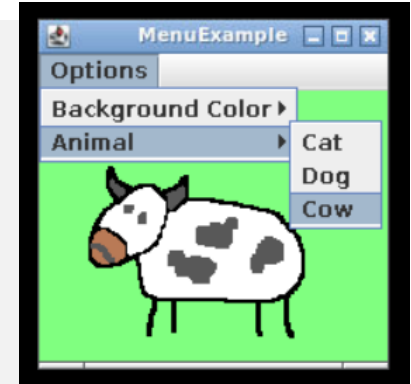 MenuExample
Options
Background Color
Animal
Cat
Dog
Cow